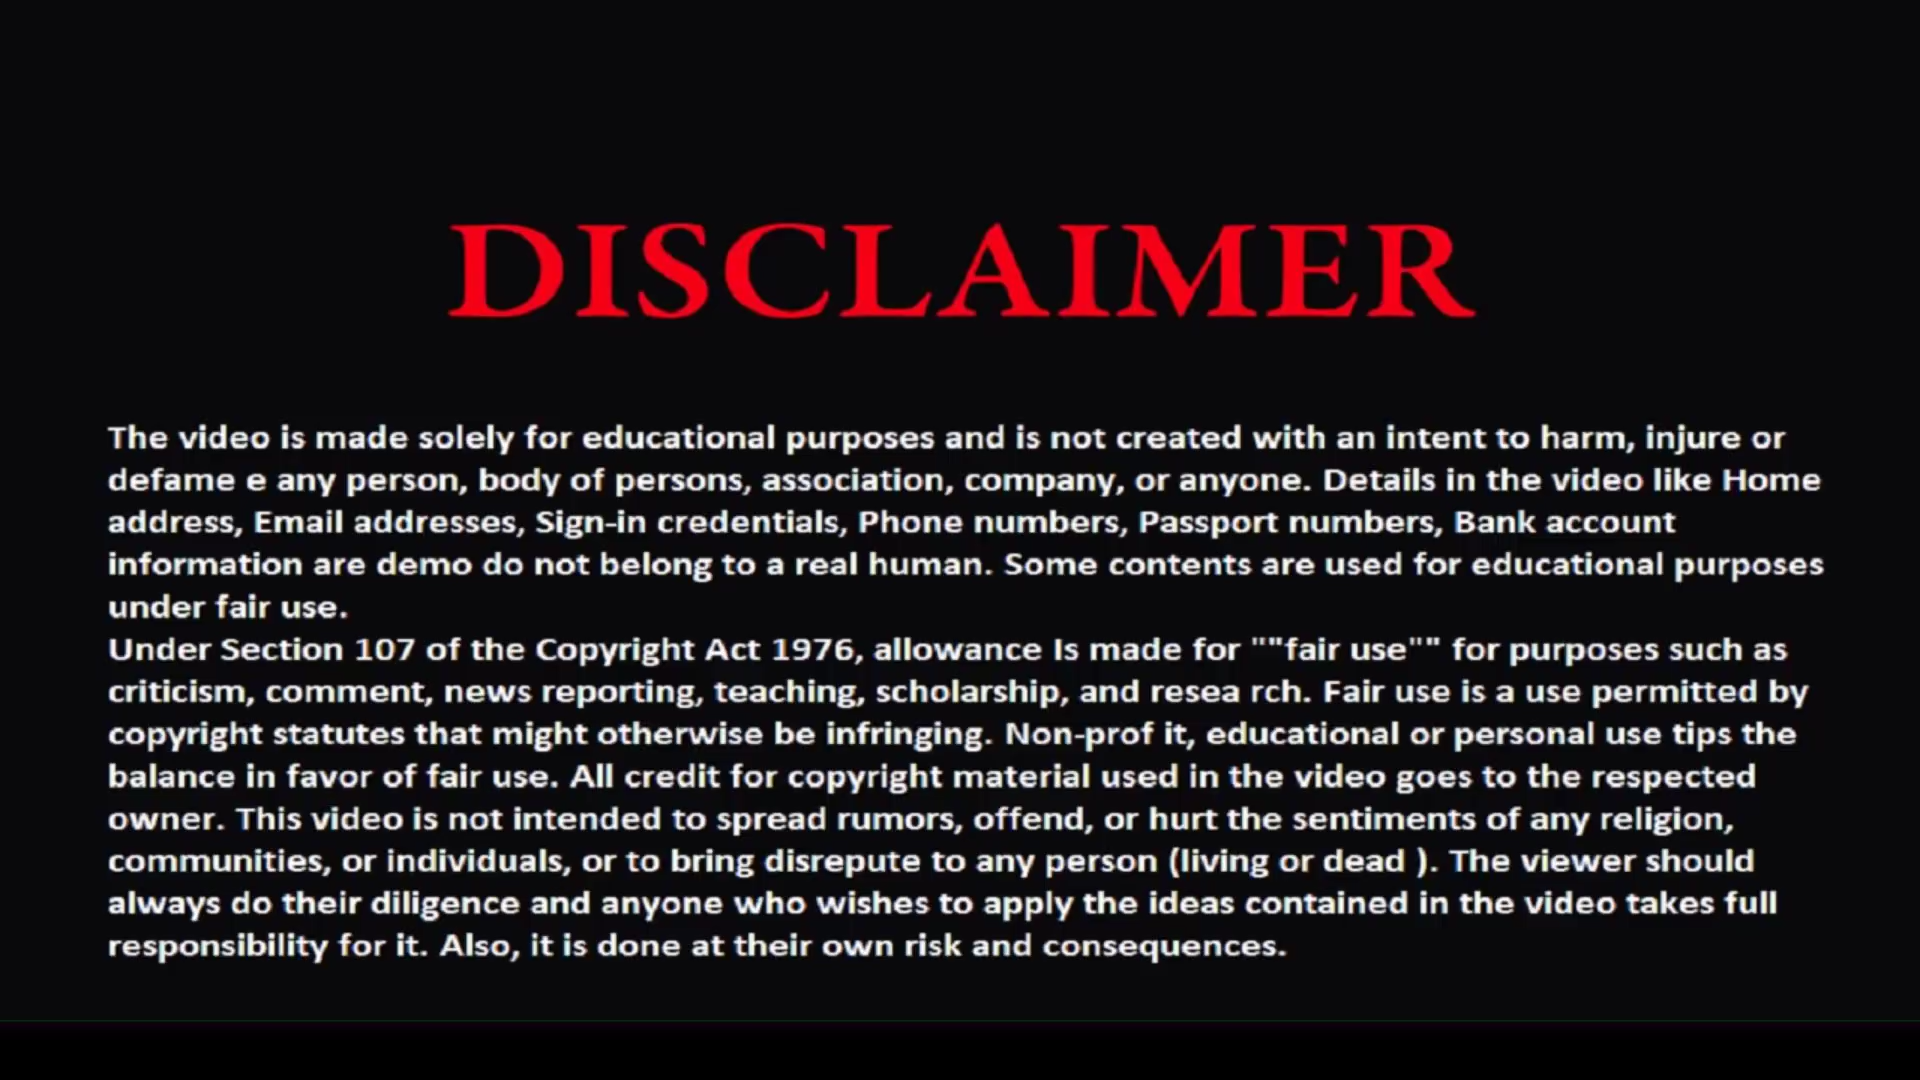 DISCLAIMER
The video is made solely for educational purposes and is not created with an intent to harm, injure or
defame e any person, body of persons, association, company, or anyone. Details in the video like Home
address, Email addresses, Sign-in credentials, Phone numbers, Passport numbers, Bank account
information are demo do not belong to a real human. Some contents are used for educational purposes
under fair use.
Under Section 107 of the Copyright Act 1976, allowance Is made for ""fair use"" for purposes such as
criticism, comment, news reporting, teaching, scholarship, and resea rch. Fair use is a use permitted by
copyright statutes that might otherwise be infringing. Non-prof it, educational or personal use tips the
balance in favor of fair use. All credit for copyright material used in the video goes to the respected
owner. This video is not intended to spread rumors, offend, or hurt the sentiments of any religion,
communities, or individuals, or to bring disrepute to any person (living or dead ). The viewer should
always do their diligence and anyone who wishes to apply the ideas contained in the video takes full
responsibility for it. Also, it is done at their own risk and consequences.